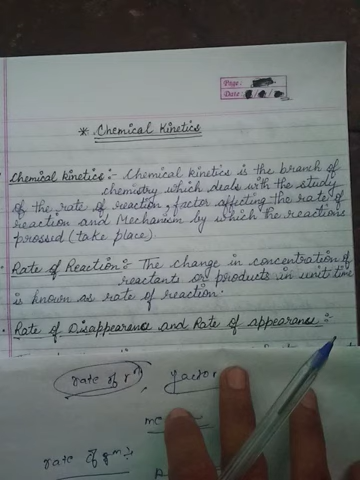 Page:
Date: / /
* Chemical Kinetics
Chemical kinetics :- Chemical kinetics is the branch of
chemistry which deals with the study
of the rate of reaction, factor affecting the rate of
reaction and Mechanism by which the reactions
prossed (take place)
• Rate of Reaction :- The change in concentration of
reactants or products in unit time
is known as rate of reaction.
• Rate of Disappearence and Rate of appearance :-
rate of rⁿ, factor
rate of